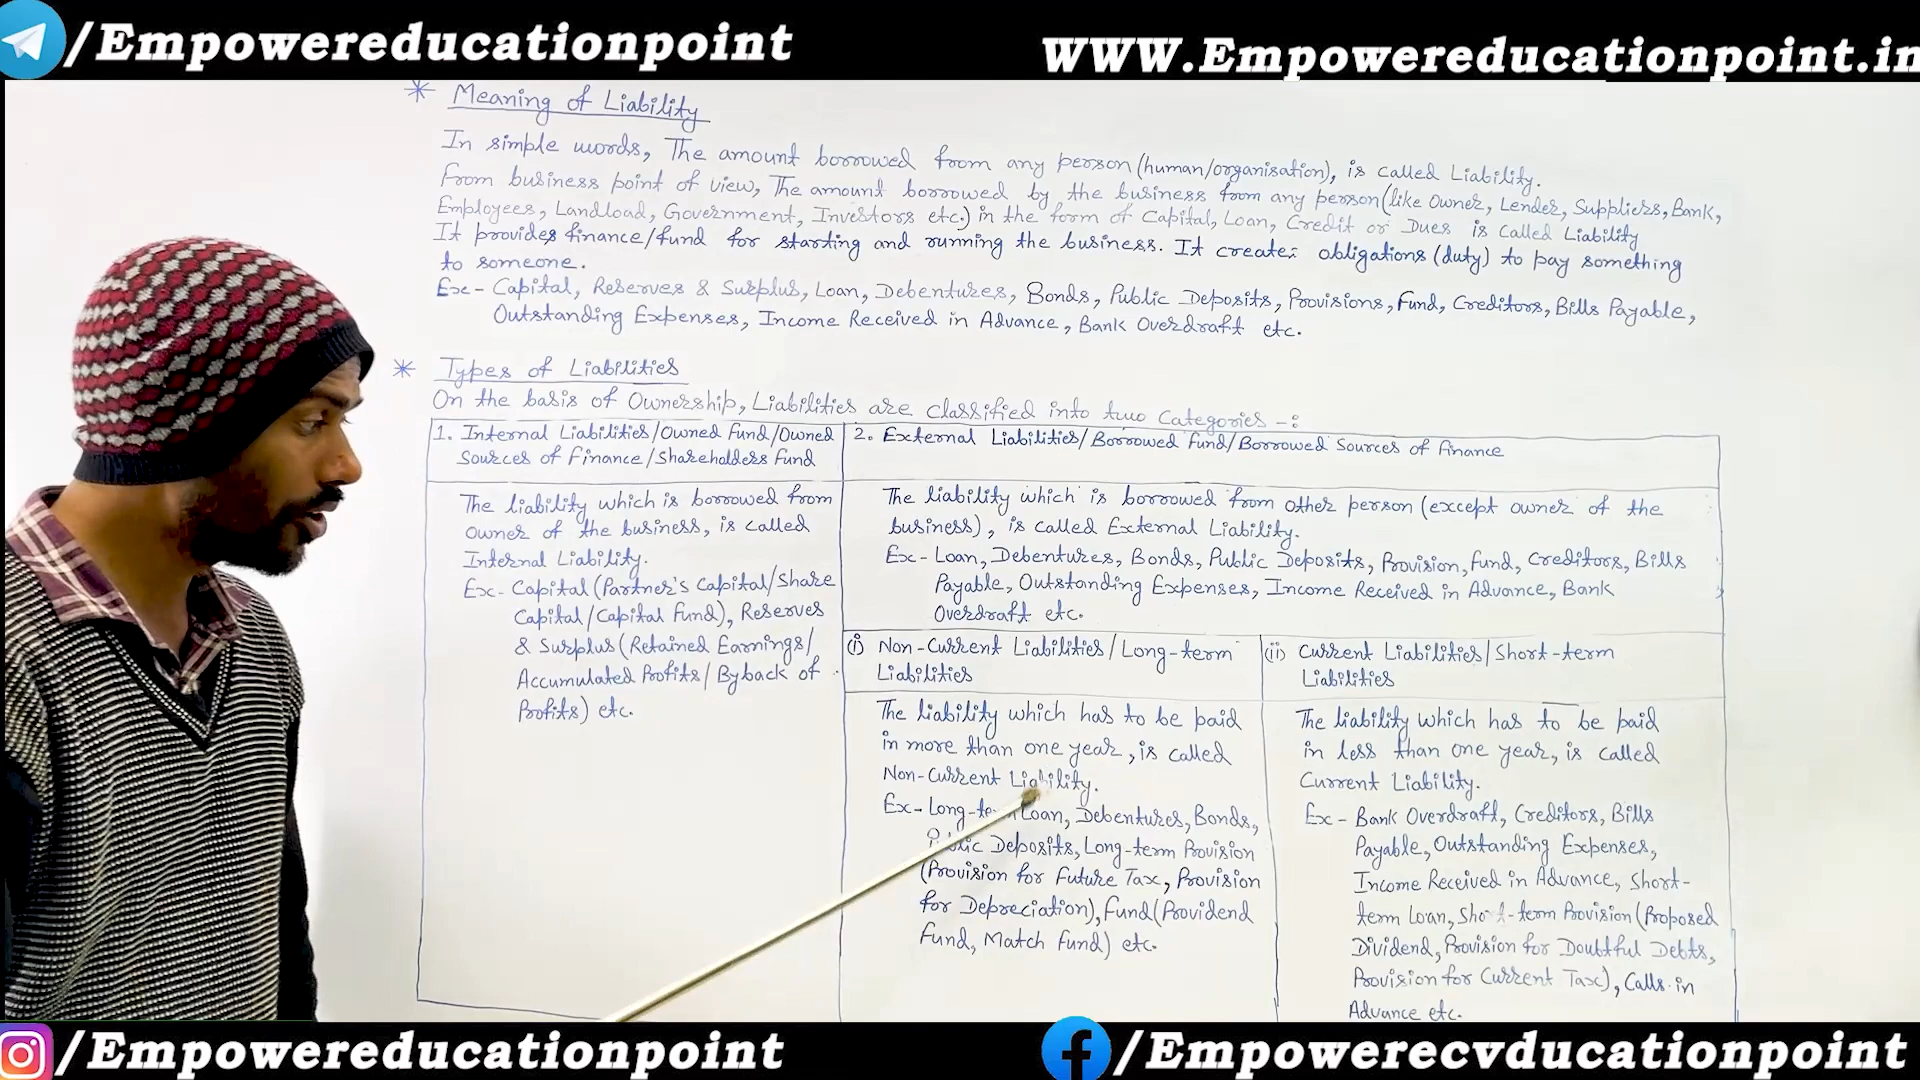 /Empowereducationpoint
WWW.Empowereducationpoint.in
* Meaning of Liability
In simple words, The amount borrowed from any person (human/organisation), is called Liability.
From business point of view, The amount borrowed by the business from any person (like Owner, Lender, Suppliers, Bank,
Employees, Landload, Government, Investors etc.) in the form of Capital, Loan, Credit or Dues is called Liability
It provides finance/fund for starting and running the business. It creates obligations (duty) to pay something
to someone.
Ex- Capital, Reserves & Surplus, Loan, Debentures, Bonds, Public Deposits, Provisions, Fund, Creditors, Bills Payable,
Outstanding Expenses, Income Received in Advance, Bank Overdraft etc.
* Types of Liabilities
On the basis of Ownership, Liabilities are classified into two Categories -:
1. Internal Liabilities/Owned Fund/Owned
Sources of Finance/Shareholders Fund
The liability which is borrowed from
owner of the business, is called
Internal Liability.
Ex- Capital (Partner's Capital/Share
Capital/Capital Fund), Reserves
& Surplus (Retained Earnings/
Accumulated Profits/Byback of
Profits) etc.
2. External Liabilities/Borrowed Fund/Borrowed Sources of Finance
The liability which is borrowed from other person (except owner of the
business), is called External Liability.
Ex- Loan, Debentures, Bonds, Public Deposits, Provision, Fund, Creditors, Bills
Payable, Outstanding Expenses, Income Received in Advance, Bank
Overdraft etc.
(i) Non-Current Liabilities/Long-term
Liabilities
The liability which has to be paid
in more than one year, is called
Non-Current Liability.
Ex- Long-term Loan, Debentures, Bonds,
Public Deposits, Long-term Provision
(Provision for Future Tax, Provision
for Depreciation), Fund (Providend
Fund, Match Fund) etc.
(ii) Current Liabilities/Short-term
Liabilities
The liability which has to be paid
in less than one year, is called
Current Liability.
Ex- Bank Overdraft, Creditors, Bills
Payable, Outstanding Expenses,
Income Received in Advance, Short-
term Loan, Short-term Provision (Proposed
Dividend, Provision for Doubtful Debts,
Provision for Current Tax), Calls-in
Advance etc.
/Empowereducationpoint
/Empowerecvducationpoint